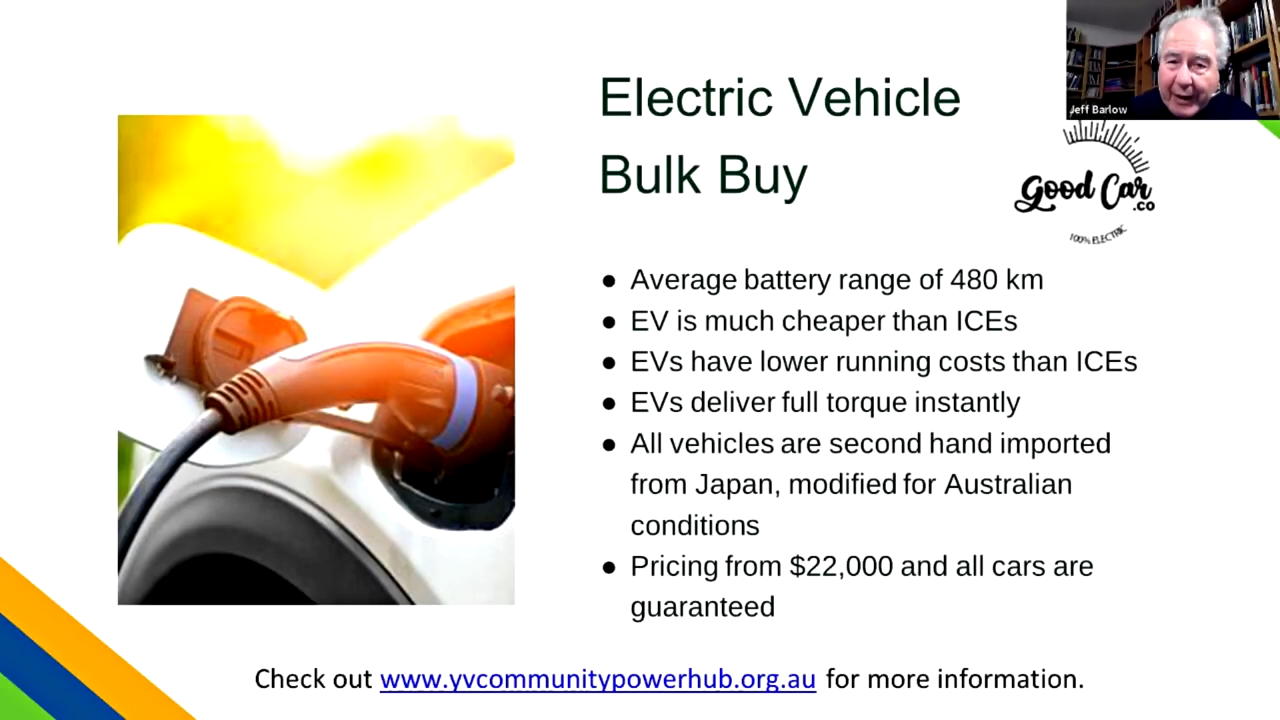 Electric Vehicle
Bulk Buy
Jeff Barlow
Good Car
.co
100% ELECTRIC
● Average battery range of 480 km
● EV is much cheaper than ICEs
● EVs have lower running costs than ICEs
● EVs deliver full torque instantly
● All vehicles are second hand imported
from Japan, modified for Australian
conditions
● Pricing from $22,000 and all cars are
guaranteed
Check out www.yvcommunitypowerhub.org.au for more information.